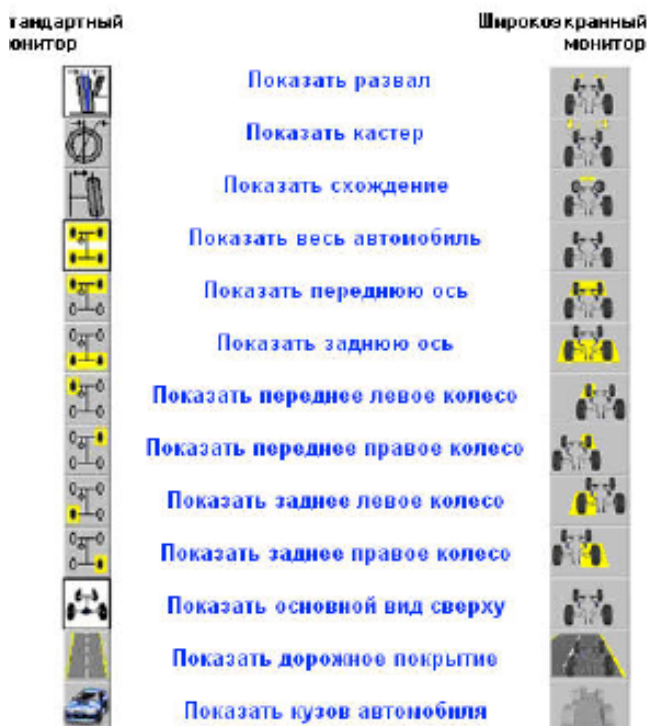 тандартный
онитор
Широкоэкранный
монитор
Показать развал
Показать кастер
Показать схождение
Показать весь автомобиль
Показать переднюю ось
Показать заднюю ось
Показать переднее левое колесо
Показать переднее правое колесо
Показать заднее левое колесо
Показать заднее правое колесо
Показать основной вид сверху
Показать дорожное покрытие
Показать кузов автомобиля